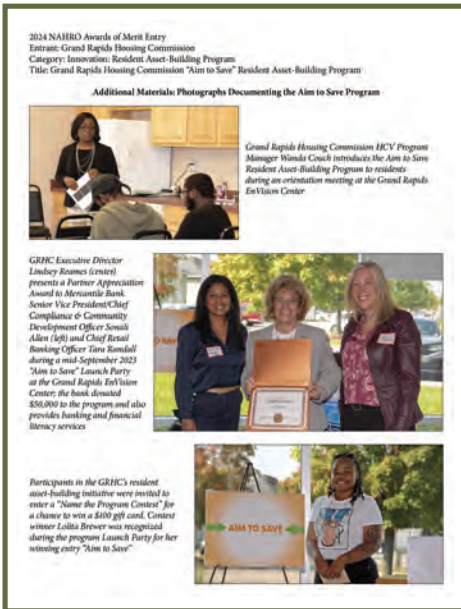 2024 NAHRO Awards of Merit Entry
Entrant: Grand Rapids Housing Commission
Category: Innovation: Resident Asset-Building Program
Title: Grand Rapids Housing Commission "Aim to Save" Resident Asset-Building Program
Additional Materials: Photographs Documenting the Aim to Save Program
Grand Rapids Housing Commission HCV Program
Manager Wanda Couch introduces the Aim to Save
Resident Asset-Building Program to residents
during an orientation meeting at the Grand Rapids
EnVision Center
GRHC Executive Director
Lindsey Reames (center)
presents a Partner Appreciation
Award to Mercantile Bank
Senior Vice President/Chief
Compliance & Community
Development Officer Sonali
Allen (left) and Chief Retail
Banking Officer Tara Randall
during a mid-September 2023
"Aim to Save" Launch Party
at the Grand Rapids EnVision
Center; the bank donated
$50,000 to the program and also
provides banking and financial
literacy services
TO SAV
Participants in the GRHC's resident
asset-building initiative were invited to
enter a "Name the Program Contest" for
a chance to win a $100 gift card. Contest
winner Lolita Brewer was recognized
during the program Launch Party for her
winning entry "Aim to Save"
AIM TO SAVE